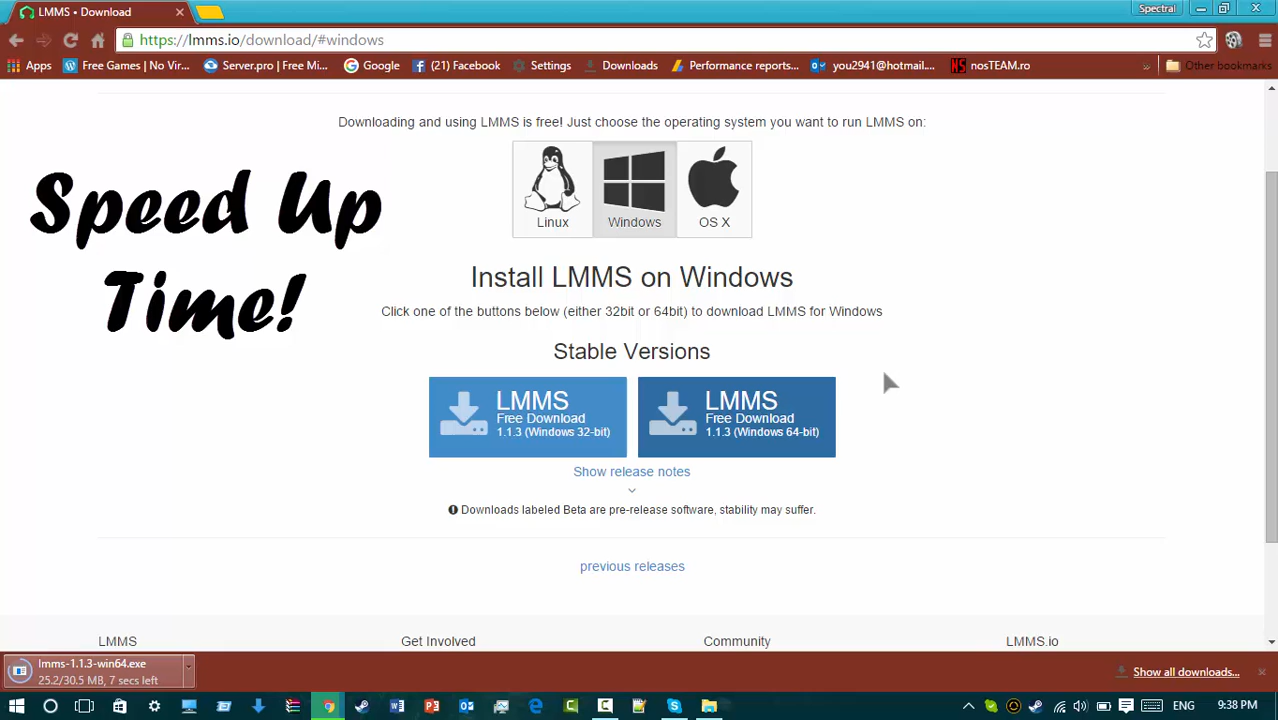 LMMS • Download
Spectral
https://lmms.io/download/#windows
Apps
Free Games | No Vir...
Server.pro | Free Mi...
Google
(21) Facebook
Settings
Downloads
Performance reports...
you2941@hotmail....
NS
nosTEAM.ro
»
Other bookmarks
Downloading and using LMMS is free! Just choose the operating system you want to run LMMS on:
Linux
Windows
OS X
Speed Up
Time!
Install LMMS on Windows
Click one of the buttons below (either 32bit or 64bit) to download LMMS for Windows
Stable Versions
LMMS
Free Download
1.1.3 (Windows 32-bit)
LMMS
Free Download
1.1.3 (Windows 64-bit)
Show release notes
Downloads labeled Beta are pre-release software, stability may suffer.
previous releases
LMMS
Get Involved
Community
LMMS.io
lmms-1.1.3-win64.exe
25.2/30.5 MB, 7 secs left
Show all downloads...
ENG
9:38 PM